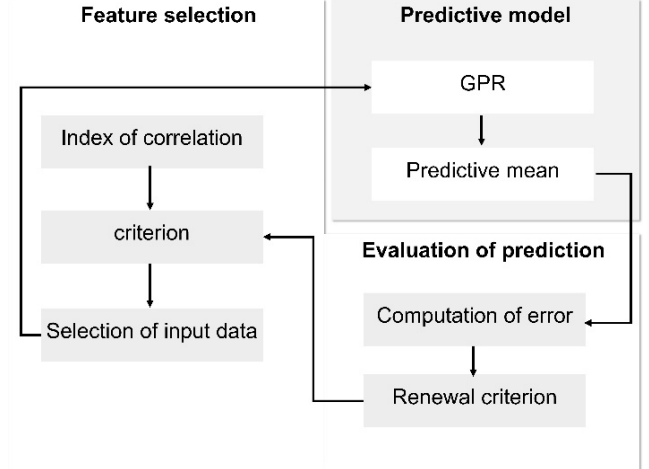 Feature selection
Index of correlation
criterion
Selection of input data
Predictive model
GPR
Predictive mean
Evaluation of prediction
Computation of error
Renewal criterion